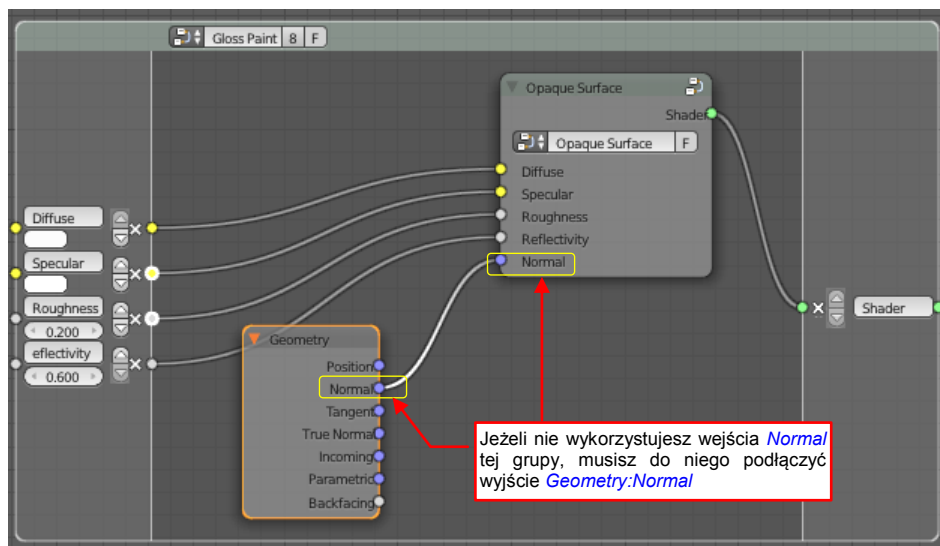 Gloss Paint 8 F
Opaque Surface
Shader
Opaque Surface F
Diffuse
Specular
Roughness
Reflectivity
Normal
Diffuse
Specular
Roughness
0.200
eflectivity
0.600
Geometry
Position
Normal
Tangent
True Normal
Incoming
Parametric
Backfacing
Shader
Jeżeli nie wykorzystujesz wejścia Normal
tej grupy, musisz do niego podłączyć
wyjście Geometry:Normal